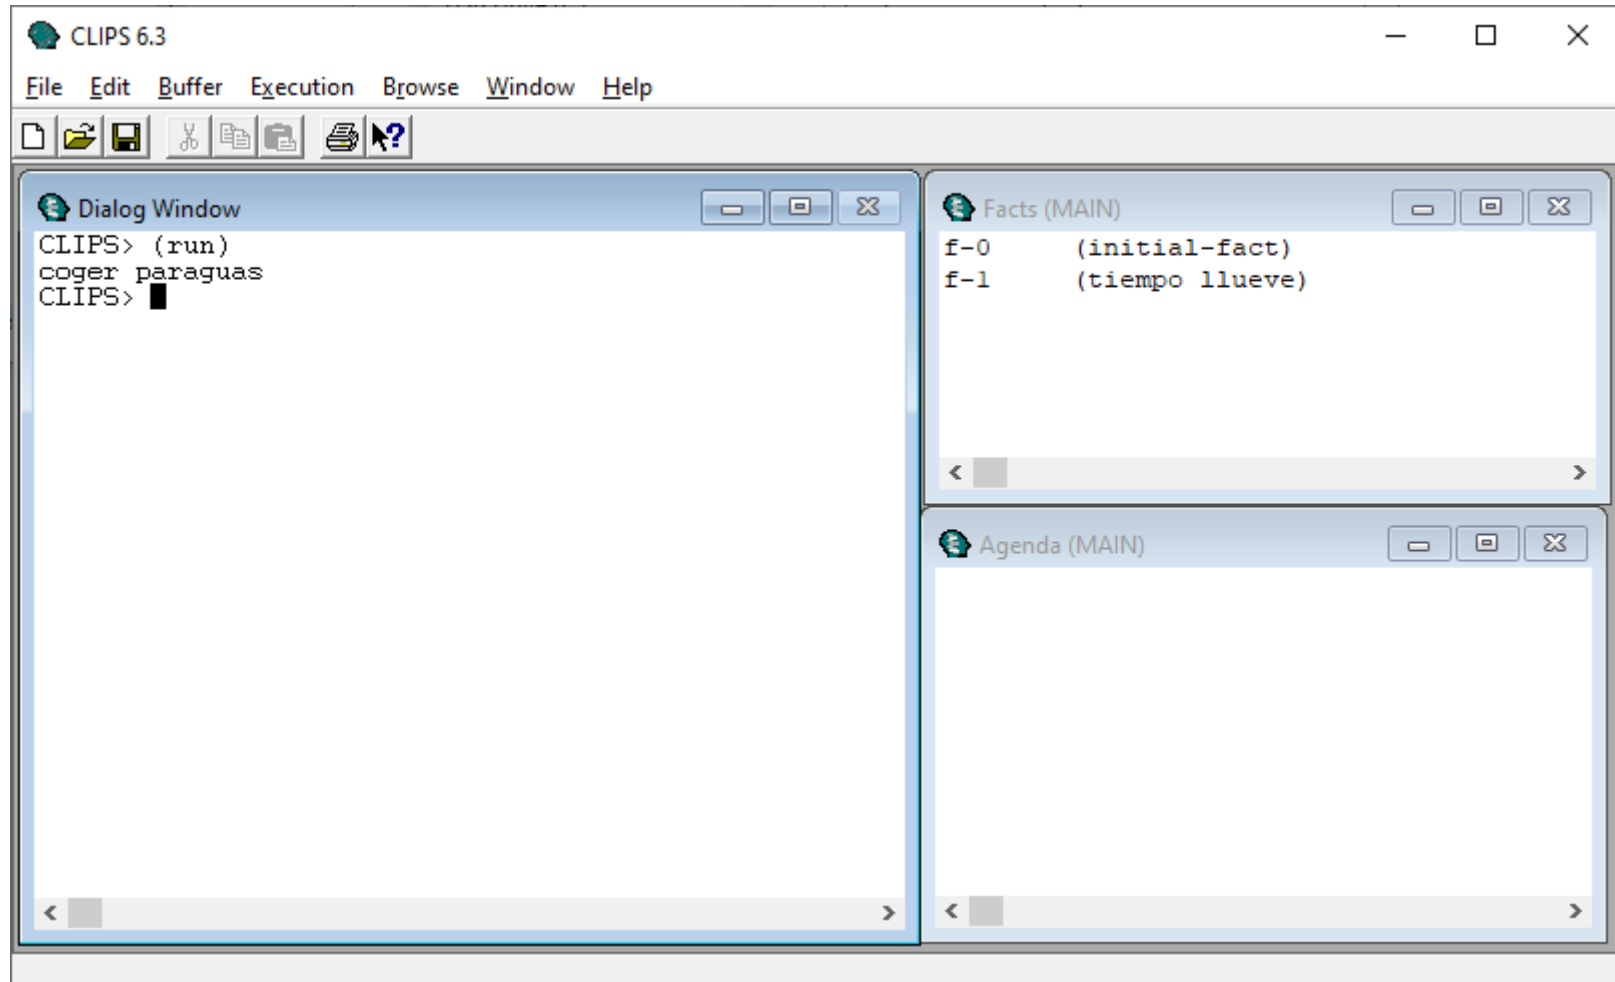 CLIPS 6.3
File Edit Buffer Execution Browse Window Help
Dialog Window
CLIPS> (run)
coger paraguas
CLIPS>
Facts (MAIN)
f-0 (initial-fact)
f-1 (tiempo llueve)
Agenda (MAIN)